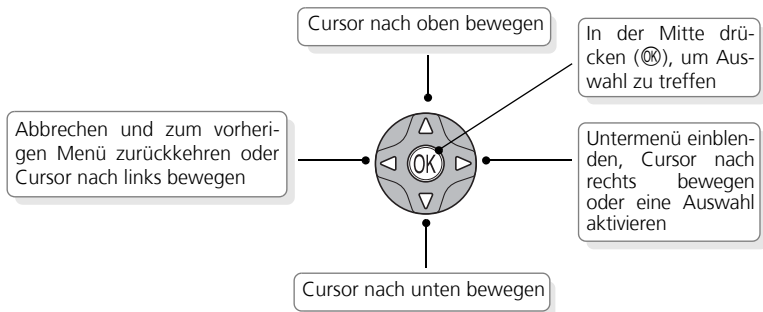 Cursor nach oben bewegen
In der Mitte drü-
cken (OK), um Aus-
wahl zu treffen
Abbrechen und zum vorheri-
gen Menü zurückkehren oder
Cursor nach links bewegen
OK
Untermenü einblen-
den, Cursor nach
rechts bewegen
oder eine Auswahl
aktivieren
Cursor nach unten bewegen